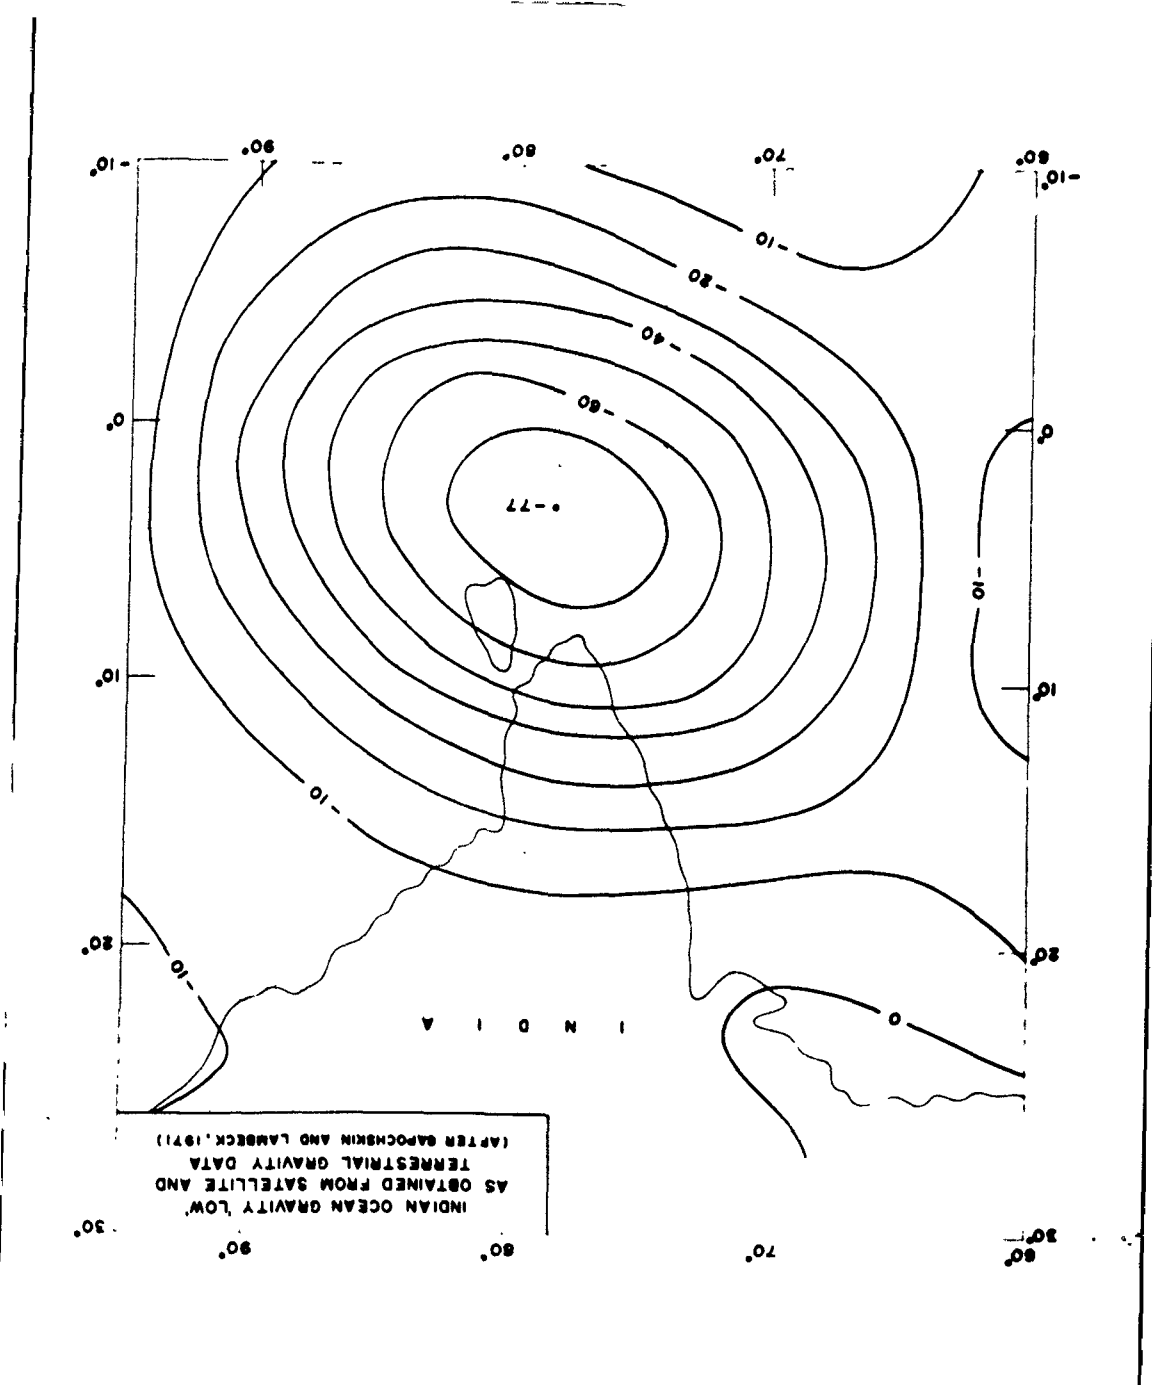 60° 70° 80° 90°
30° 30°
INDIAN OCEAN GRAVITY 'LOW'
AS OBTAINED FROM SATELLITE AND
TERRESTRIAL GRAVITY DATA
(AFTER GAPOCHSKIN AND LAMBECK, 1971)
INDIA
0
-10
20° 20°
-10
10° 10°
-10
-77
0° 0°
-60
-40
-20
-10
-10° -10°
60° 70° 80° 90°